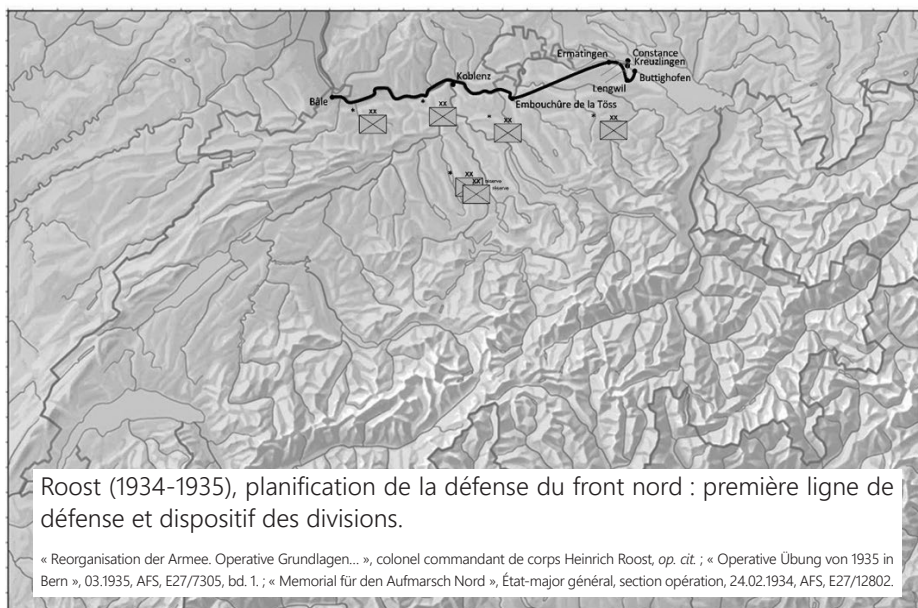 Ermatingen
Constance
Kreuzlingen
Buttighofen
Lengwil
Koblenz
Bâle
Embouchûre de la Töss
xx
xx
xx
xx
xx
réserve
xx
réserve
Roost (1934-1935), planification de la défense du front nord : première ligne de
défense et dispositif des divisions.
« Reorganisation der Armee. Operative Grundlagen... », colonel commandant de corps Heinrich Roost, op. cit. ; « Operative Übung von 1935 in
Bern », 03.1935, AFS, E27/7305, bd. 1. ; « Memorial für den Aufmarsch Nord », État-major général, section opération, 24.02.1934, AFS, E27/12802.